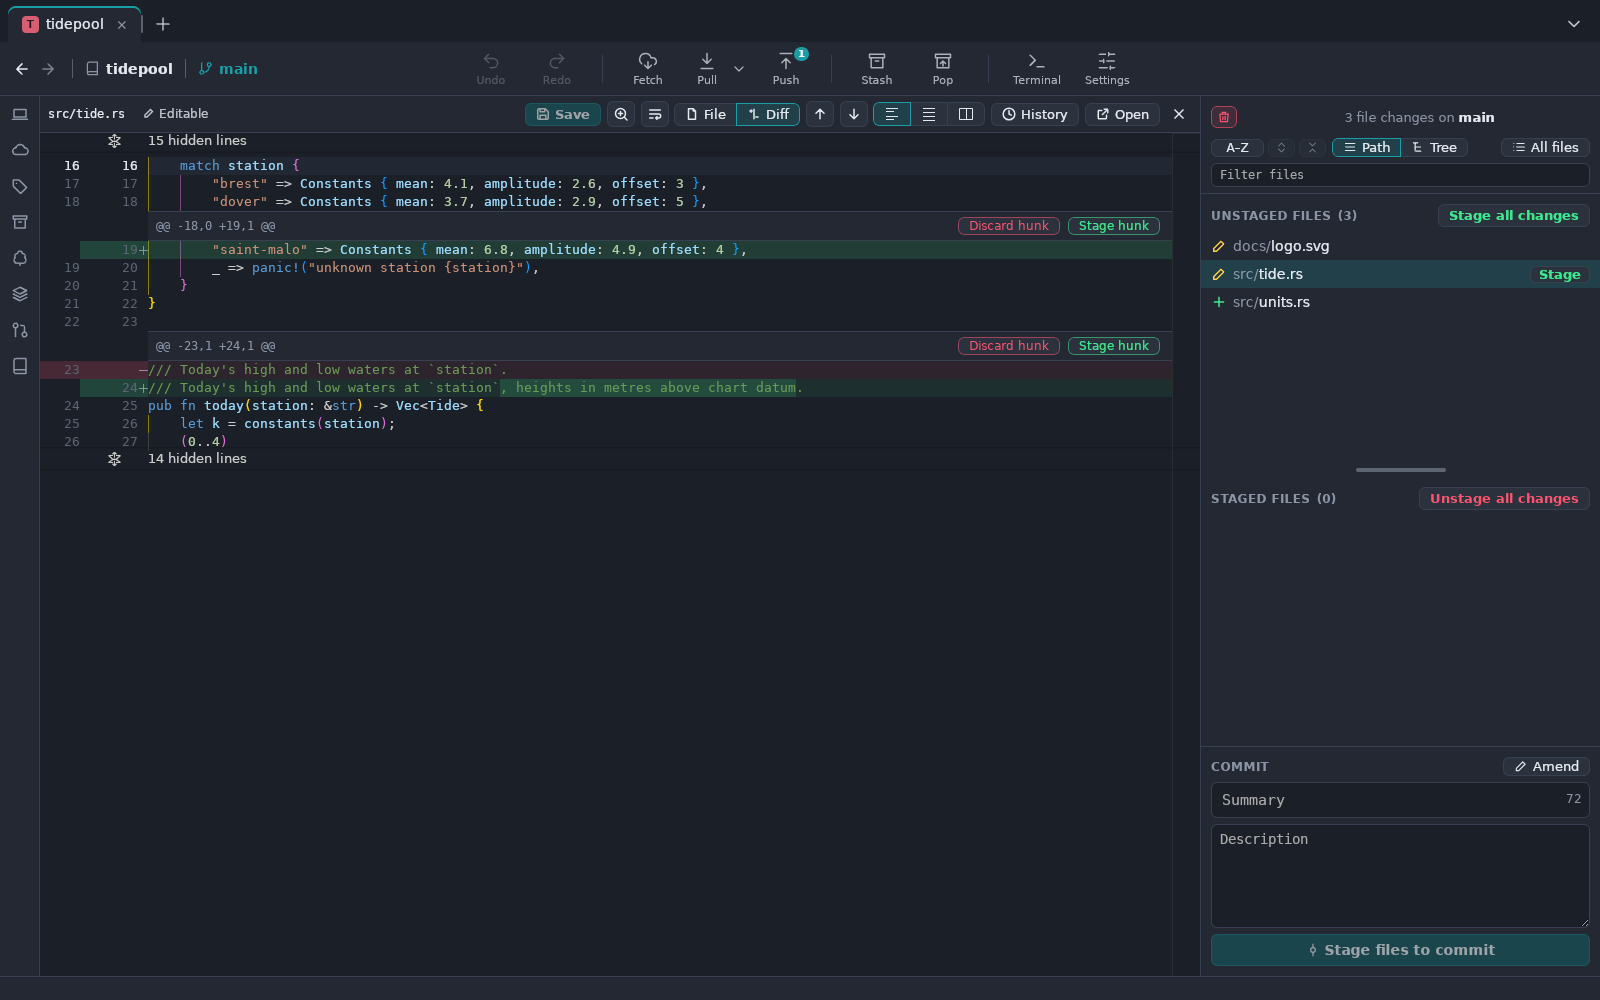 T tidepool
tidepool main
Undo Redo Fetch Pull Push 1 Stash Pop Terminal Settings
src/tide.rs Editable Save File Diff History Open
15 hidden lines
16 16 match station {
17 17 "brest" => Constants { mean: 4.1, amplitude: 2.6, offset: 3 },
18 18 "dover" => Constants { mean: 3.7, amplitude: 2.9, offset: 5 },
@@ -18,0 +19,1 @@ Discard hunk Stage hunk
19+ "saint-malo" => Constants { mean: 6.8, amplitude: 4.9, offset: 4 },
19 20 _ => panic!("unknown station {station}"),
20 21 }
21 22 }
22 23
@@ -23,1 +24,1 @@ Discard hunk Stage hunk
23 —/// Today's high and low waters at `station`.
24+/// Today's high and low waters at `station`, heights in metres above chart datum.
24 25 pub fn today(station: &str) -> Vec<Tide> {
25 26 let k = constants(station);
26 27 (0..4)
14 hidden lines
3 file changes on main
A-Z Path Tree All files
Filter files
UNSTAGED FILES (3) Stage all changes
docs/logo.svg
src/tide.rs Stage
src/units.rs
STAGED FILES (0) Unstage all changes
COMMIT Amend
Summary 72
Description
Stage files to commit